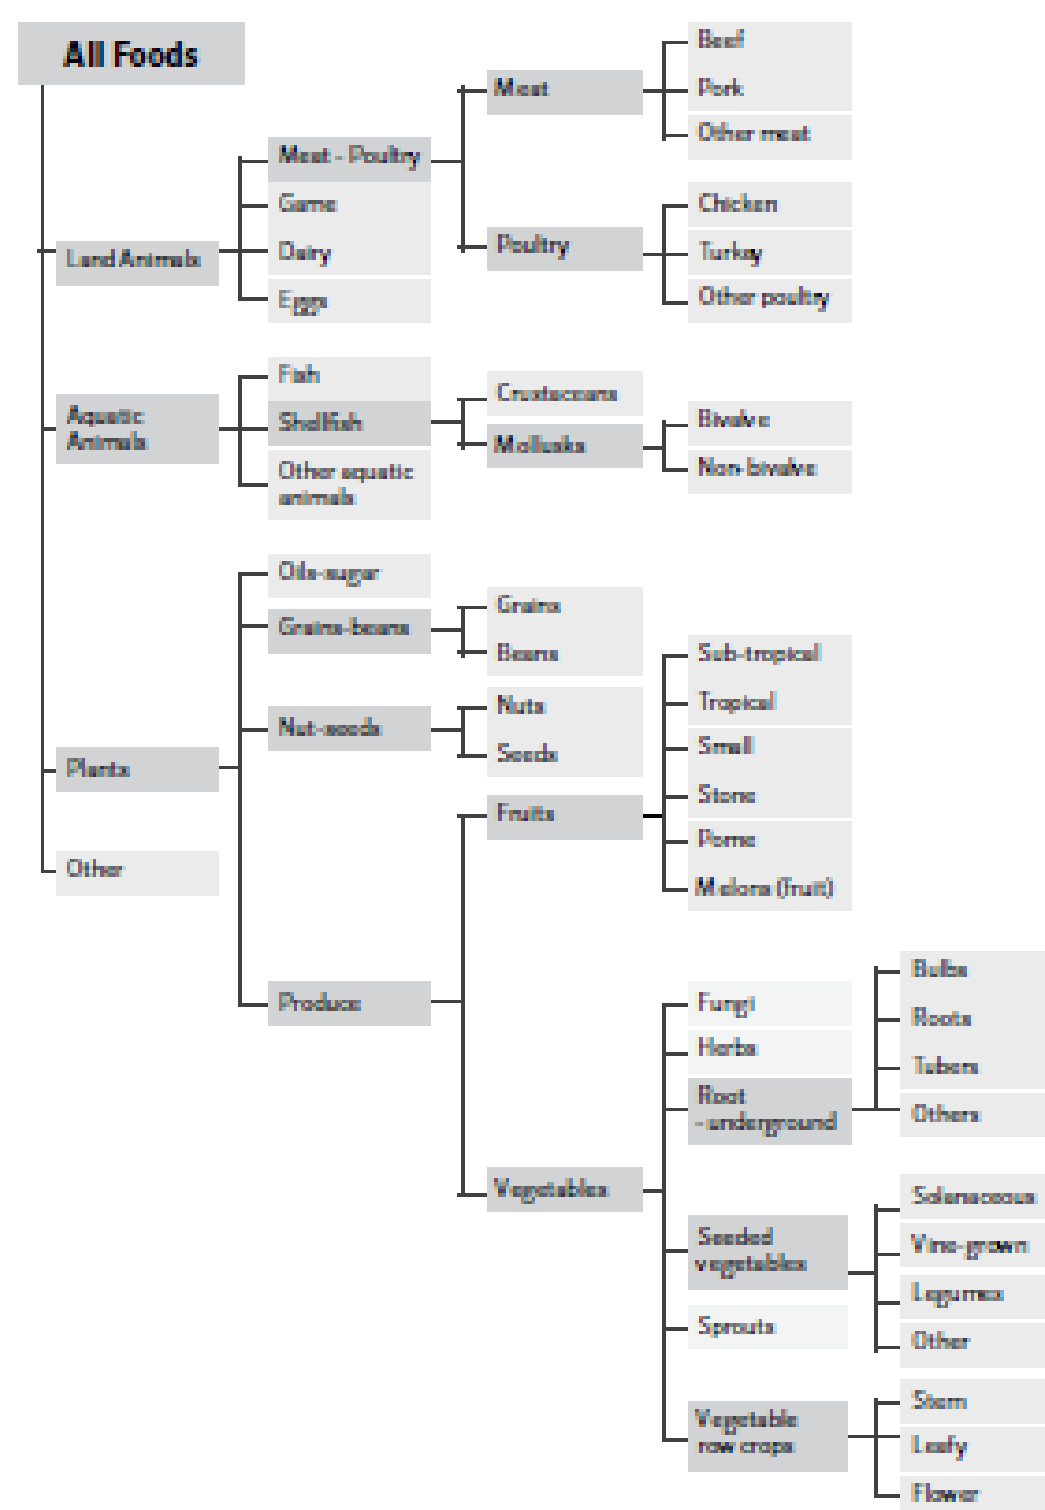 All Foods
Land Animals
Aquatic
Animals
Plants
Other
Meat - Poultry
Game
Dairy
Eggs
Fish
Shellfish
Other aquatic
animals
Oils-sugar
Grains-beans
Nut-seeds
Produce
Meat
Poultry
Crustaceans
Mollusks
Grains
Beans
Nuts
Seeds
Fruits
Vegetables
Beef
Pork
Other meat
Chicken
Turkey
Other poultry
Bivalve
Non-bivalve
Sub-tropical
Tropical
Small
Stone
Pome
Melons (fruit)
Fungi
Herbs
Root
-underground
Seeded
vegetables
Sprouts
Vegetable
row crops
Bulbs
Roots
Tubers
Others
Solanaceous
Vine-grown
Legumes
Other
Stem
Leafy
Flower